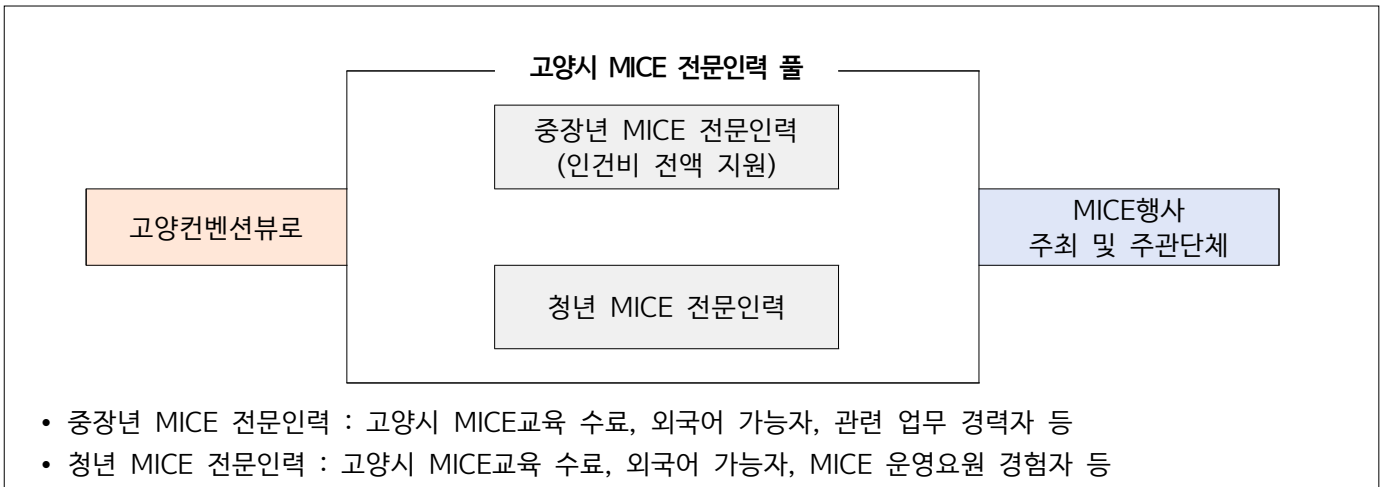 고양시 MICE 전문인력 풀
중장년 MICE 전문인력
(인건비 전액 지원)
고양컨벤션뷰로
MICE행사
주최 및 주관단체
청년 MICE 전문인력
• 중장년 MICE 전문인력 : 고양시 MICE교육 수료, 외국어 가능자, 관련 업무 경력자 등
• 청년 MICE 전문인력 : 고양시 MICE교육 수료, 외국어 가능자, MICE 운영요원 경험자 등